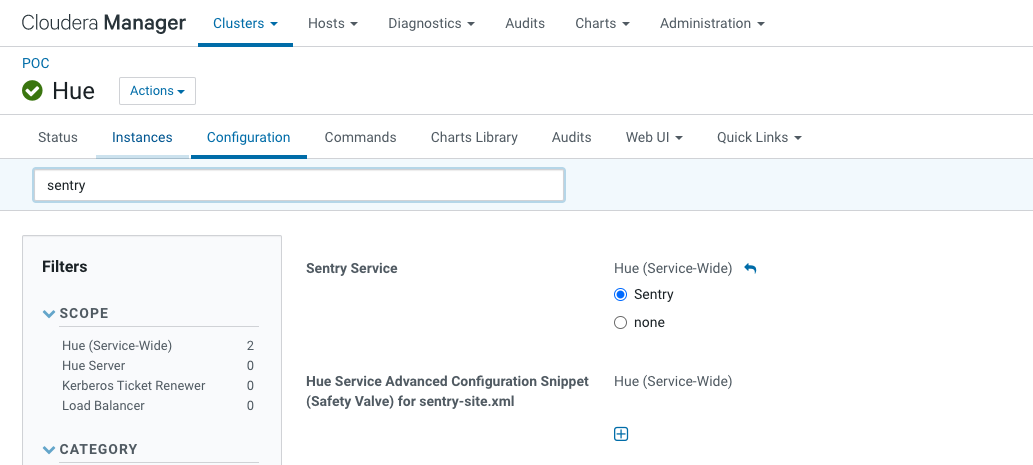 Cloudera Manager Clusters Hosts Diagnostics Audits Charts Administration
POC
Hue Actions
Status Instances Configuration Commands Charts Library Audits Web UI Quick Links
sentry
Filters
SCOPE
Hue (Service-Wide) 2
Hue Server 0
Kerberos Ticket Renewer 0
Load Balancer 0
CATEGORY
Sentry Service Hue (Service-Wide)
Sentry
none
Hue Service Advanced Configuration Snippet Hue (Service-Wide)
(Safety Valve) for sentry-site.xml